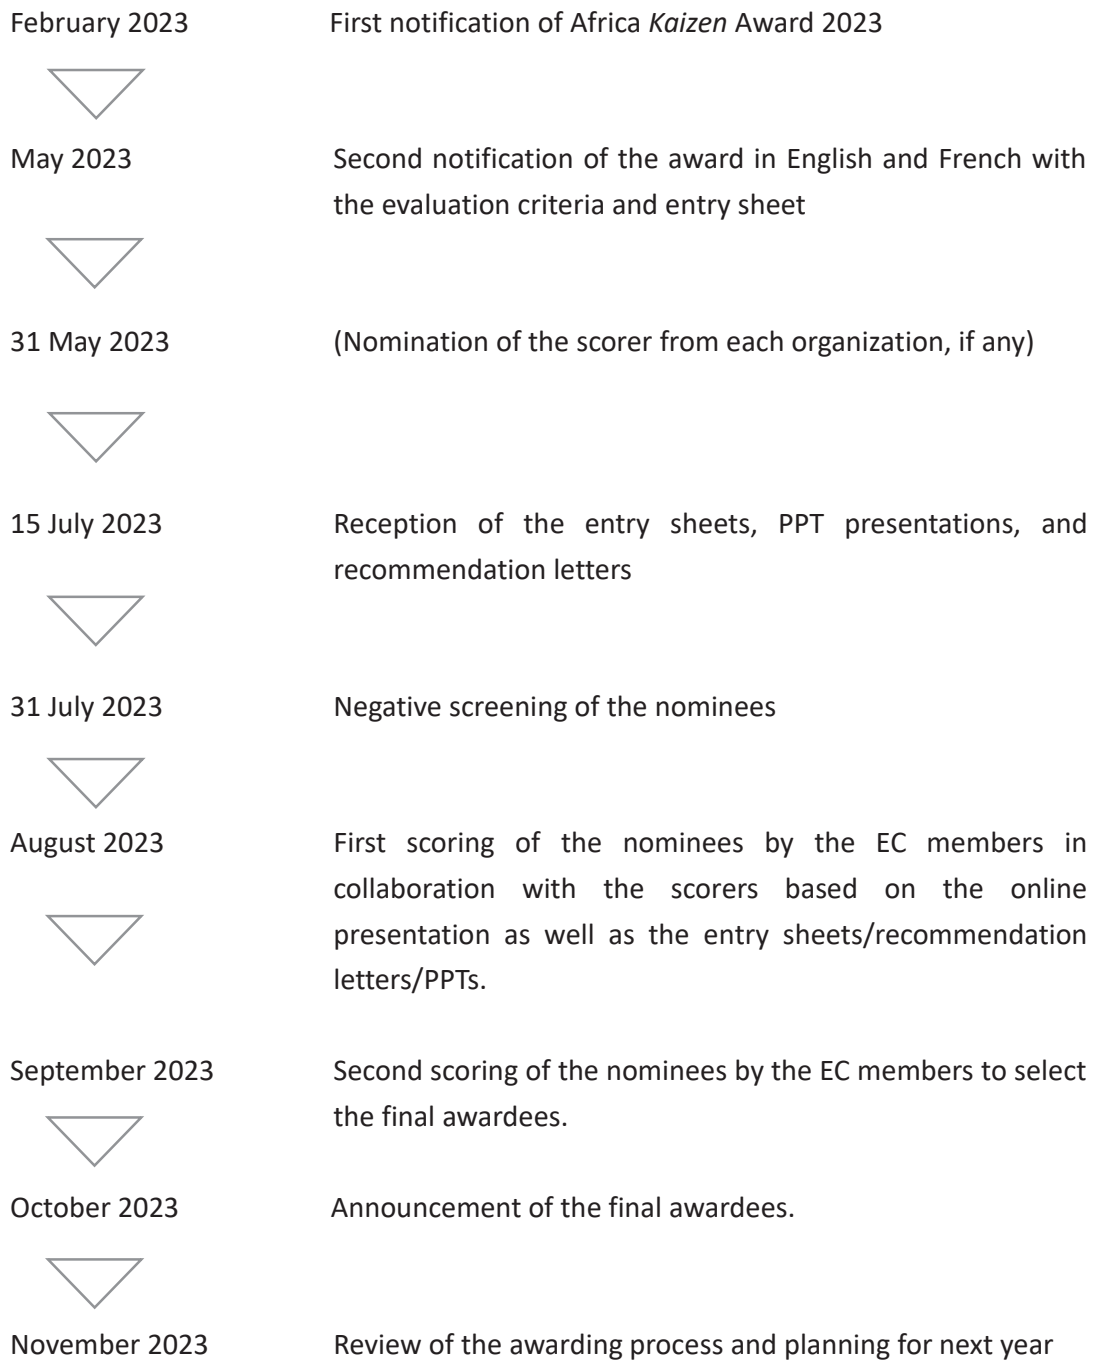 February 2023 First notification of Africa Kaizen Award 2023
May 2023 Second notification of the award in English and French with
the evaluation criteria and entry sheet
31 May 2023 (Nomination of the scorer from each organization, if any)
15 July 2023 Reception of the entry sheets, PPT presentations, and
recommendation letters
31 July 2023 Negative screening of the nominees
August 2023 First scoring of the nominees by the EC members in
collaboration with the scorers based on the online
presentation as well as the entry sheets/recommendation
letters/PPTs.
September 2023 Second scoring of the nominees by the EC members to select
the final awardees.
October 2023 Announcement of the final awardees.
November 2023 Review of the awarding process and planning for next year